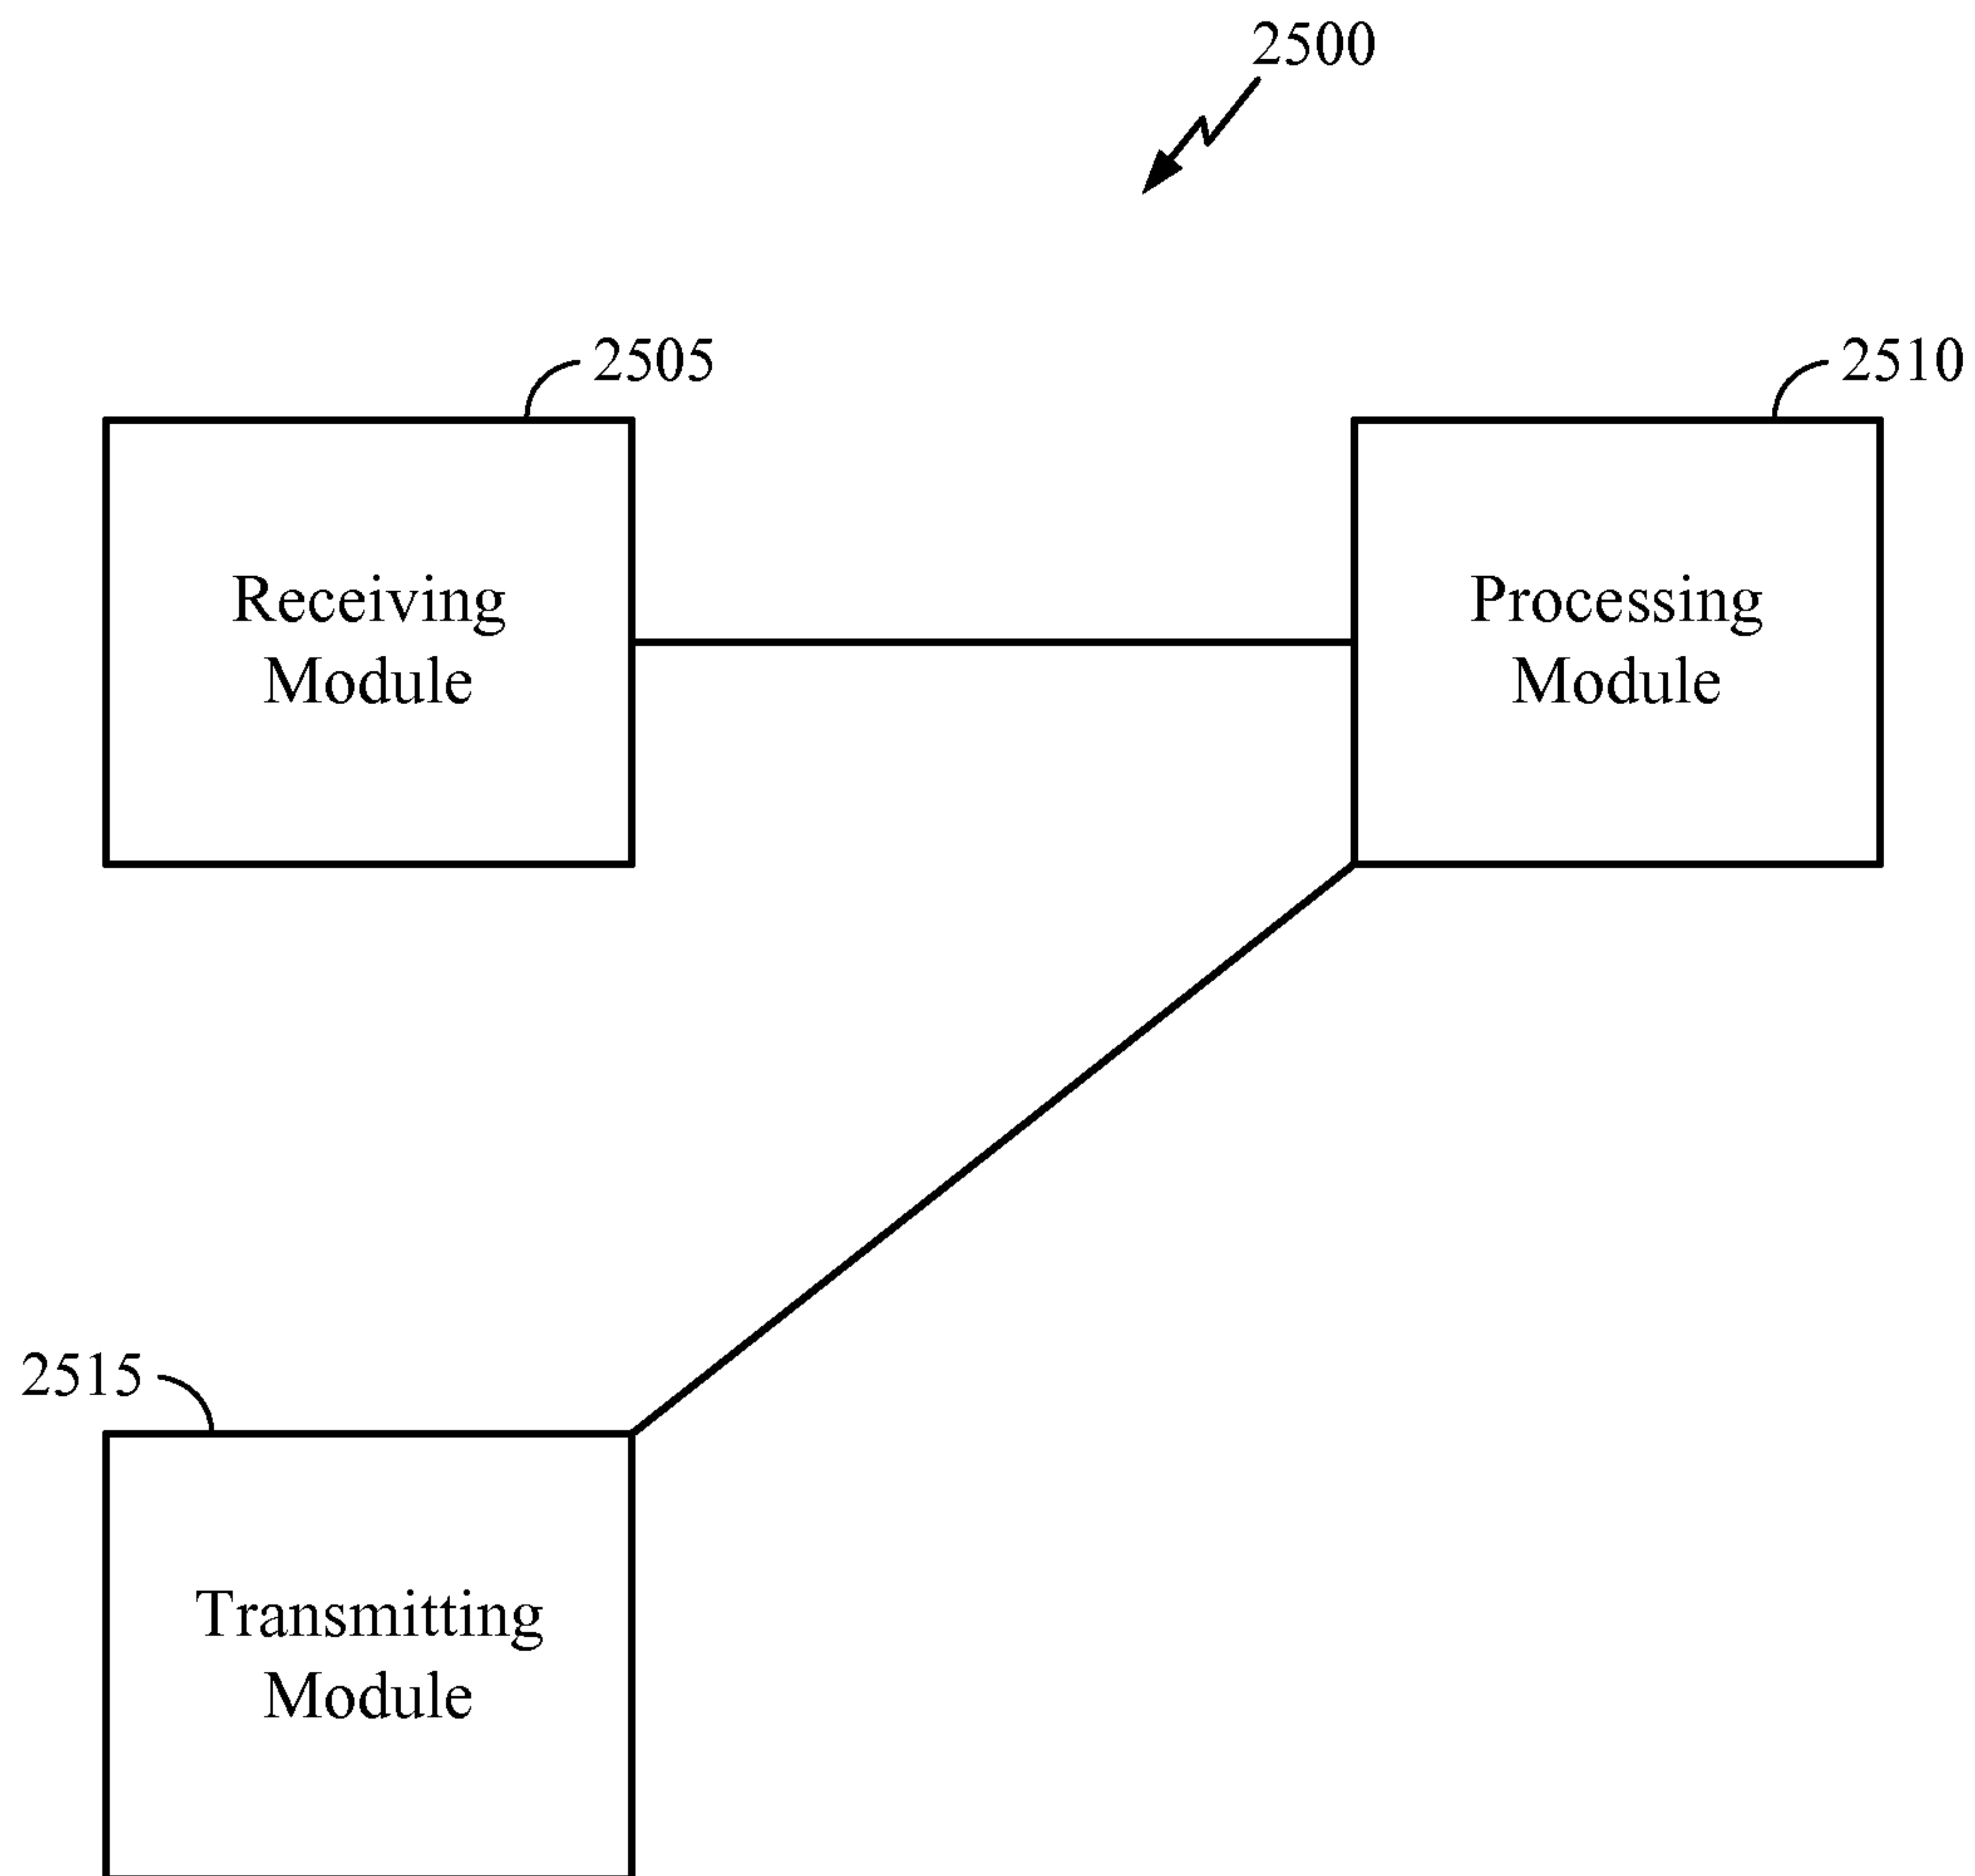 2500
2505
2510
Receiving
Module
Processing
Module
2515
Transmitting
Module